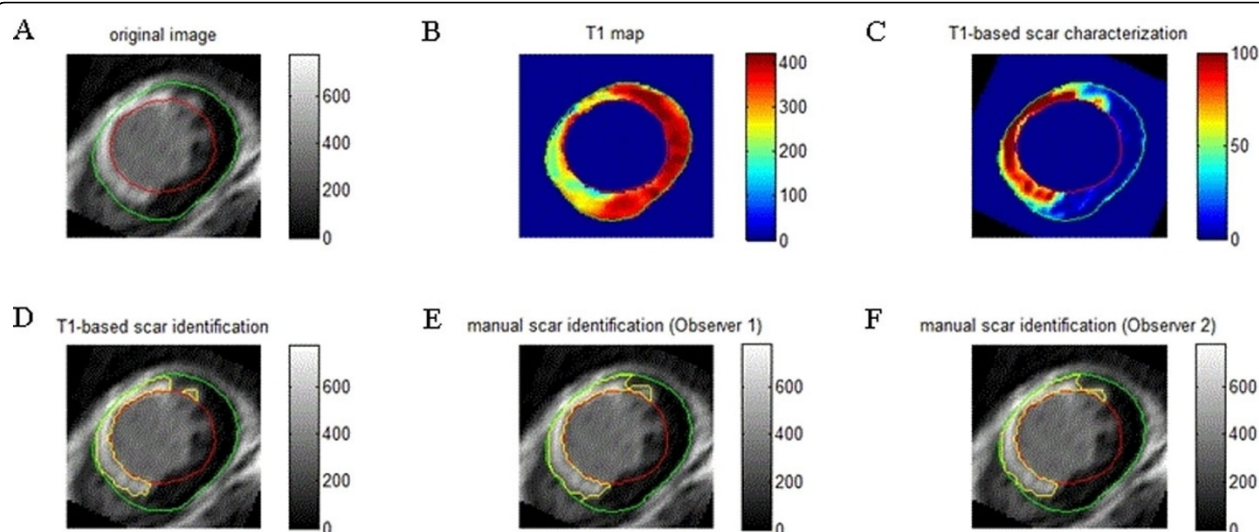 A
original image
600
400
200
0
B
T1 map
400
300
200
100
0
C
T1-based scar characterization
100
50
0
D
T1-based scar identification
600
400
200
0
E
manual scar identification (Observer 1)
600
400
200
0
F
manual scar identification (Observer 2)
600
400
200
0